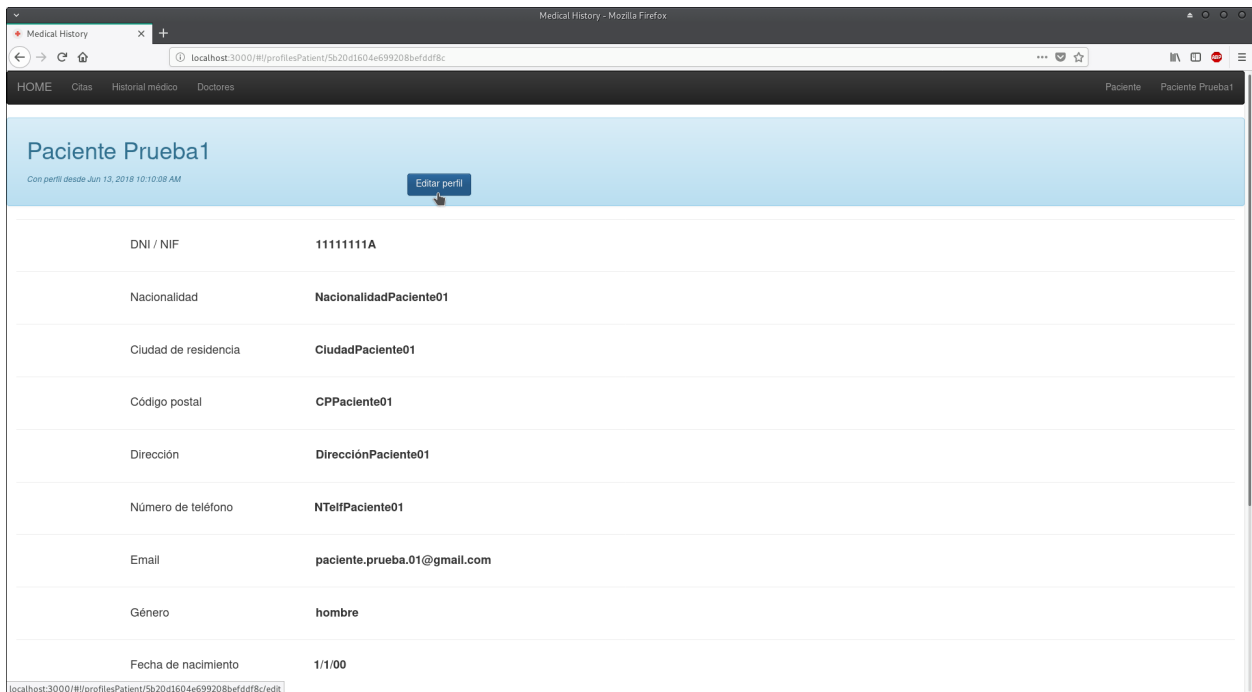 Medical History - Mozilla Firefox
Medical History
localhost:3000/#!/profilesPatient/5b20d1604e699208befddf8c
ABP
HOME Citas Historial médico Doctores Paciente Paciente Prueba1
Paciente Prueba1
Con perfil desde Jun 13, 2018 10:10:08 AM
Editar perfil
DNI / NIF 11111111A
Nacionalidad NacionalidadPaciente01
Ciudad de residencia CiudadPaciente01
Código postal CPPaciente01
Dirección DirecciónPaciente01
Número de teléfono NTelfPaciente01
Email paciente.prueba.01@gmail.com
Género hombre
Fecha de nacimiento 1/1/00
localhost:3000/#!/profilesPatient/5b20d1604e699208befddf8c/edit